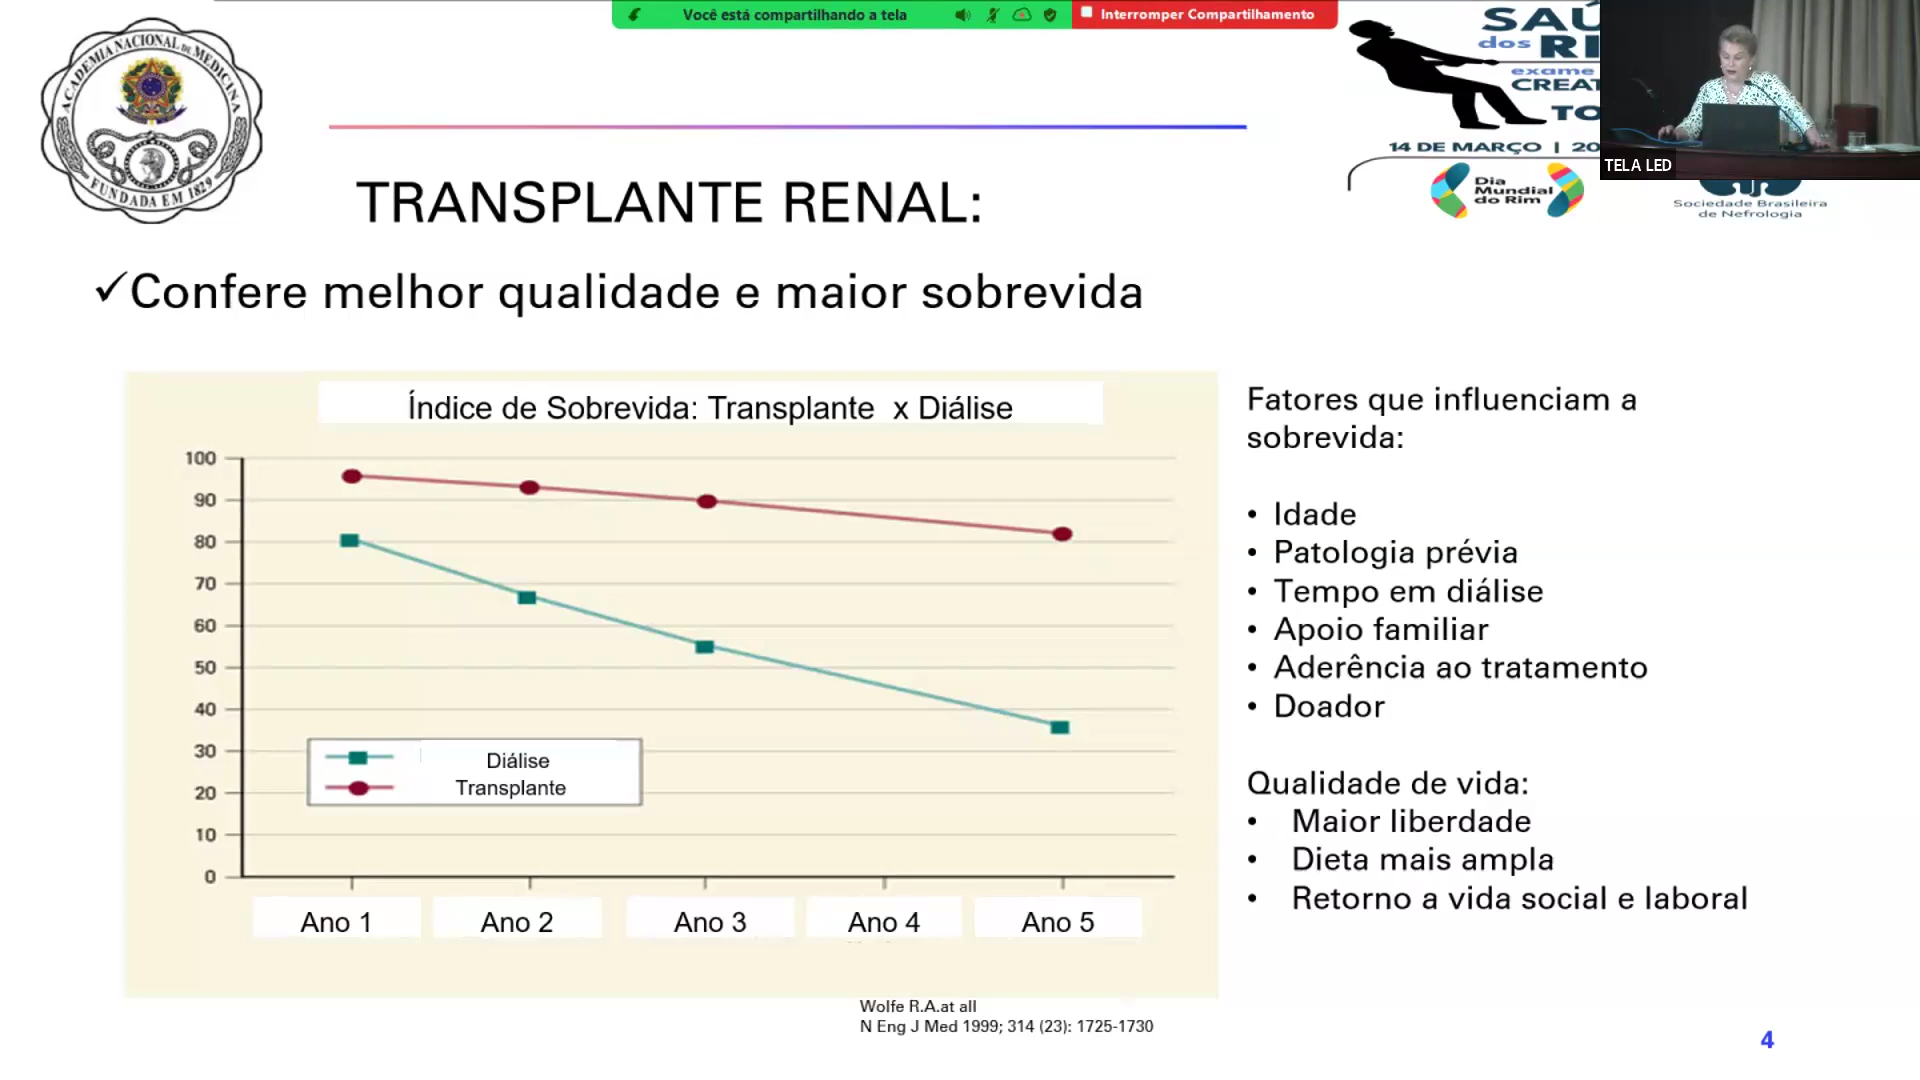 Você está compartilhando a tela
Interromper Compartilhamento
ACADEMIA NACIONAL DE MEDICINA
FUNDADA EM 1829
SAÚ
dos RI
exame
CREAT
TO
14 DE MARÇO | 20
Dia
Mundial
do Rim
TELA LED
Sociedade Brasileira
de Nefrologia
TRANSPLANTE RENAL:
✓Confere melhor qualidade e maior sobrevida
Índice de Sobrevida: Transplante x Diálise
100
90
80
70
60
50
40
30
20
10
0
Diálise
Transplante
Ano 1 Ano 2 Ano 3 Ano 4 Ano 5
Wolfe R.A.at all
N Eng J Med 1999; 314 (23): 1725-1730
Fatores que influenciam a
sobrevida:
• Idade
• Patologia prévia
• Tempo em diálise
• Apoio familiar
• Aderência ao tratamento
• Doador
Qualidade de vida:
• Maior liberdade
• Dieta mais ampla
• Retorno a vida social e laboral
4